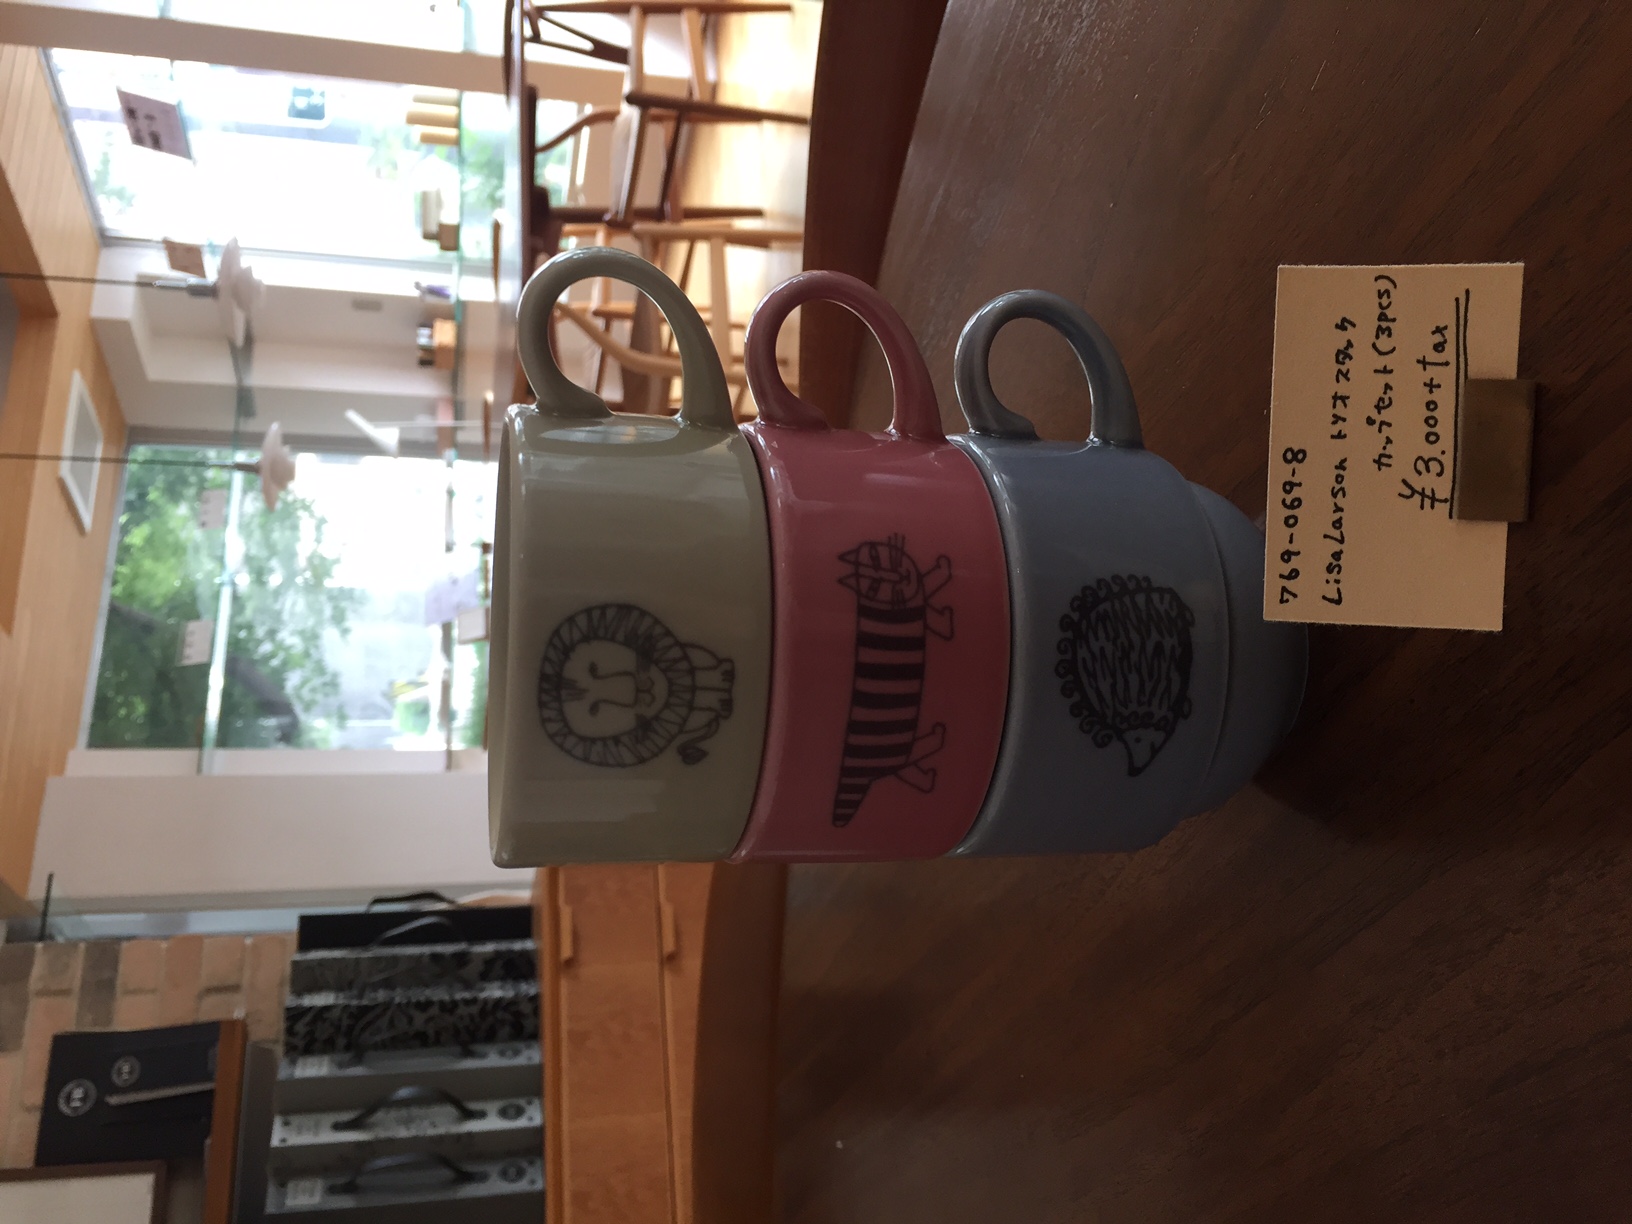 769-069-8
LisaLarson トリオスタック
カップセット(3pcs)
¥3.000+tax